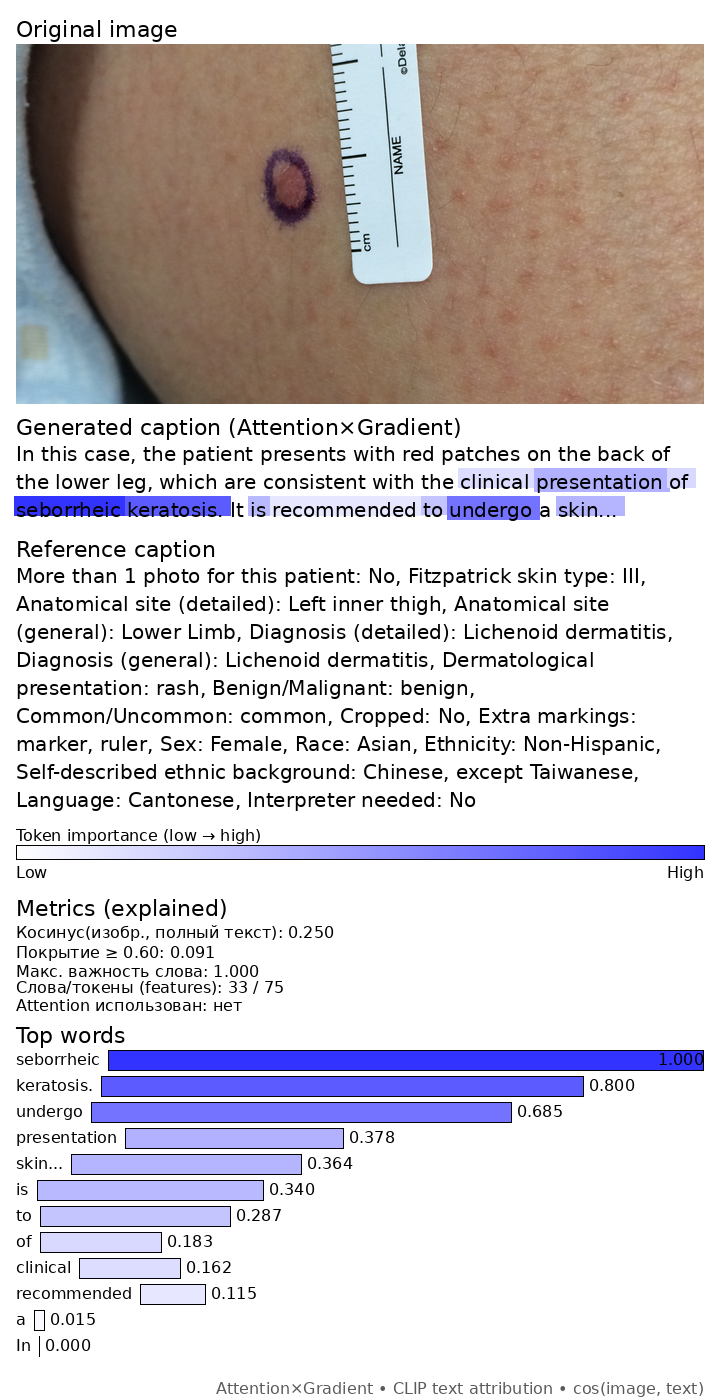 Original image
©Dela
NAME
cm
Generated caption (Attention×Gradient)
In this case, the patient presents with red patches on the back of
the lower leg, which are consistent with the clinical presentation of
seborrheic keratosis. It is recommended to undergo a skin...
Reference caption
More than 1 photo for this patient: No, Fitzpatrick skin type: III,
Anatomical site (detailed): Left inner thigh, Anatomical site
(general): Lower Limb, Diagnosis (detailed): Lichenoid dermatitis,
Diagnosis (general): Lichenoid dermatitis, Dermatological
presentation: rash, Benign/Malignant: benign,
Common/Uncommon: common, Cropped: No, Extra markings:
marker, ruler, Sex: Female, Race: Asian, Ethnicity: Non-Hispanic,
Self-described ethnic background: Chinese, except Taiwanese,
Language: Cantonese, Interpreter needed: No
Token importance (low → high)
Low High
Metrics (explained)
Косинус(изобр., полный текст): 0.250
Покрытие ≥ 0.60: 0.091
Макс. важность слова: 1.000
Слова/токены (features): 33 / 75
Attention использован: нет
Top words
seborrheic 1.000
keratosis. 0.800
undergo 0.685
presentation 0.378
skin... 0.364
is 0.340
to 0.287
of 0.183
clinical 0.162
recommended 0.115
a 0.015
In 0.000
Attention×Gradient • CLIP text attribution • cos(image, text)